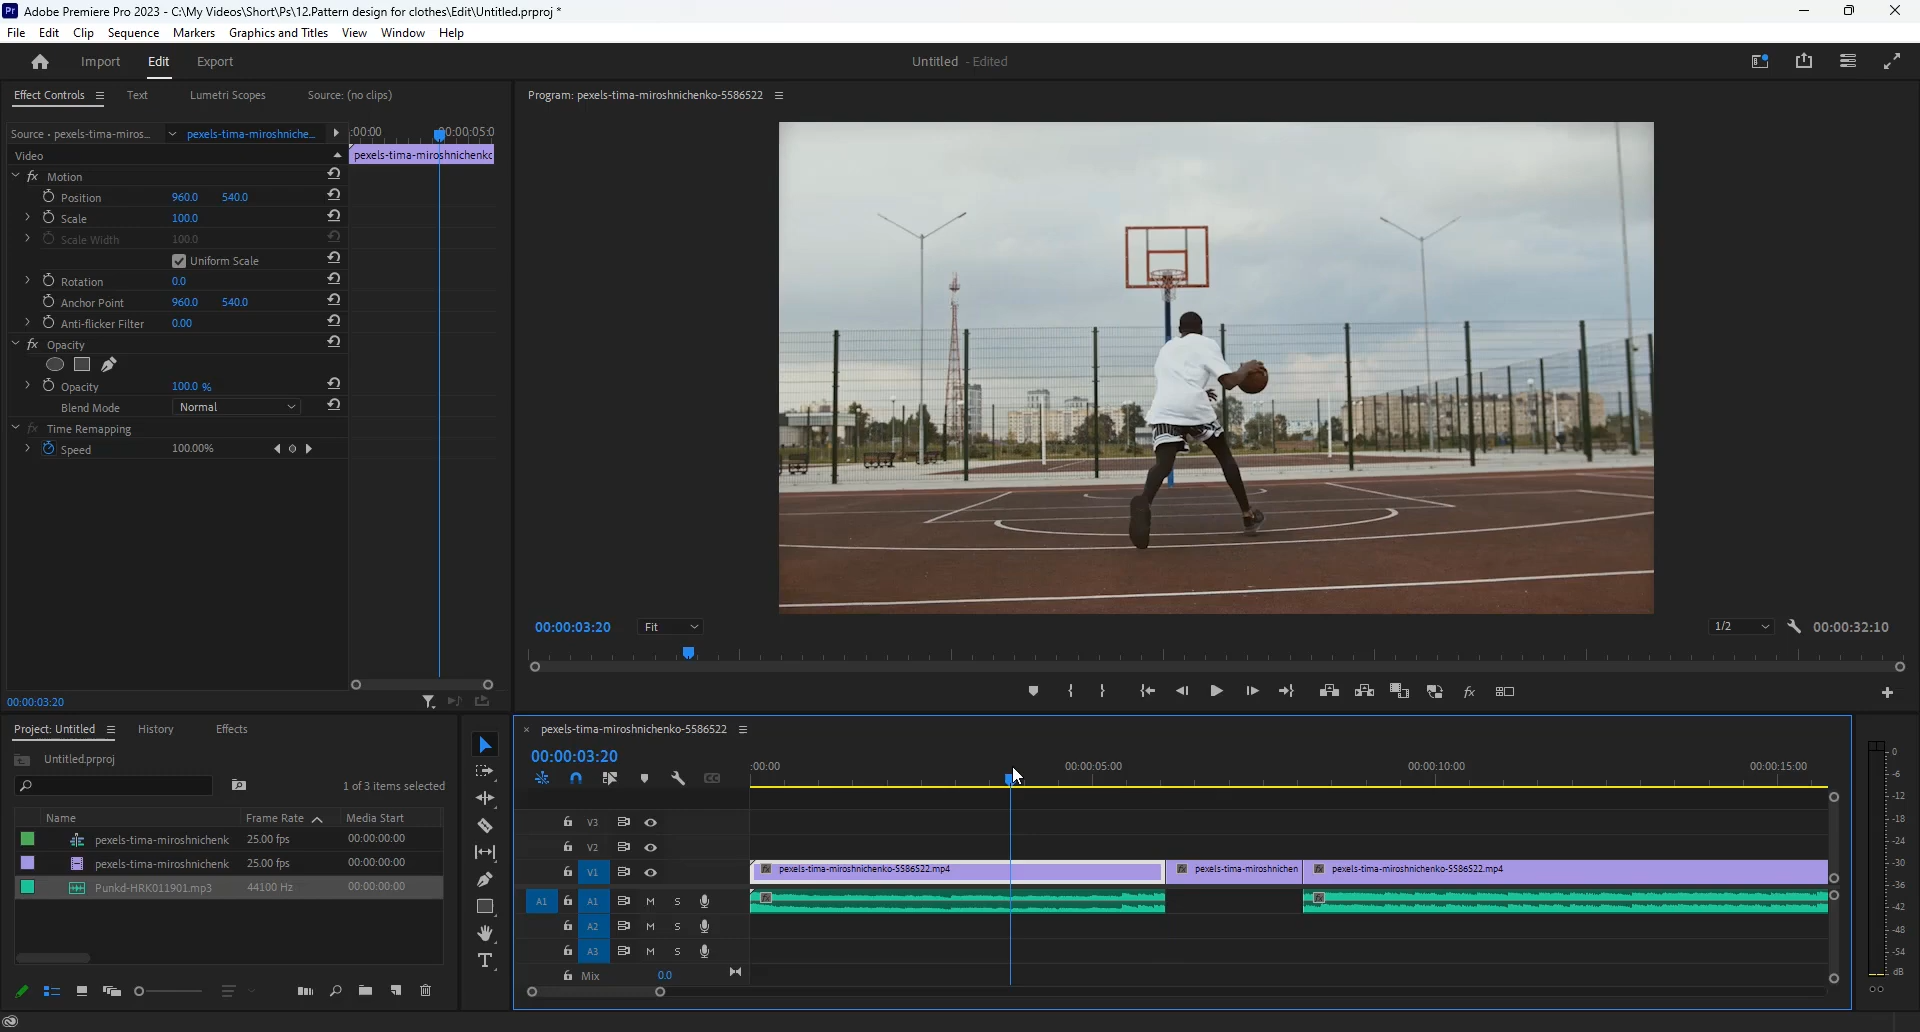 Pr Adobe Premiere Pro 2023 - C:\My Videos\Short\Ps\12.Pattern design for clothes\Edit\Untitled.prproj *
File Edit Clip Sequence Markers Graphics and Titles View Window Help
Import Edit Export Untitled - Edited
Effect Controls Text Lumetri Scopes Source: (no clips)
Program: pexels-tima-miroshnichenko-5586522
Source • pexels-tima-miros... pexels-tima-miroshniche... :00:00 00:00:05:0
Video pexels-tima-miroshnichenko
fx Motion
Position 960.0 540.0
Scale 100.0
Scale Width 100.0
Uniform Scale
Rotation 0.0
Anchor Point 960.0 540.0
Anti-flicker Filter 0.00
fx Opacity
Opacity 100.0 %
Blend Mode Normal
fx Time Remapping
Speed 100.00%
00:00:03:20
00:00:03:20 Fit 1/2 00:00:32:10
fx
Project: Untitled History Effects
Untitled.prproj
1 of 3 items selected
Name Frame Rate Media Start
pexels-tima-miroshnichenk 25.00 fps 00:00:00:00
pexels-tima-miroshnichenk 25.00 fps 00:00:00:00
Punkd-HRK011901.mp3 44100 Hz 00:00:00:00
T
× pexels-tima-miroshnichenko-5586522
00:00:03:20
CC
:00:00 00:00:05:00 00:00:10:00 00:00:15:00
V3
V2
V1 fx pexels-tima-miroshnichenko-5586522.mp4 fx pexels-tima-miroshnichen fx pexels-tima-miroshnichenko-5586522.mp4
A1 A1 M S fx fx
A2 M S
A3 M S
Mix 0.0
0
-6
-12
-18
-24
-30
-36
-42
-48
-54
dB